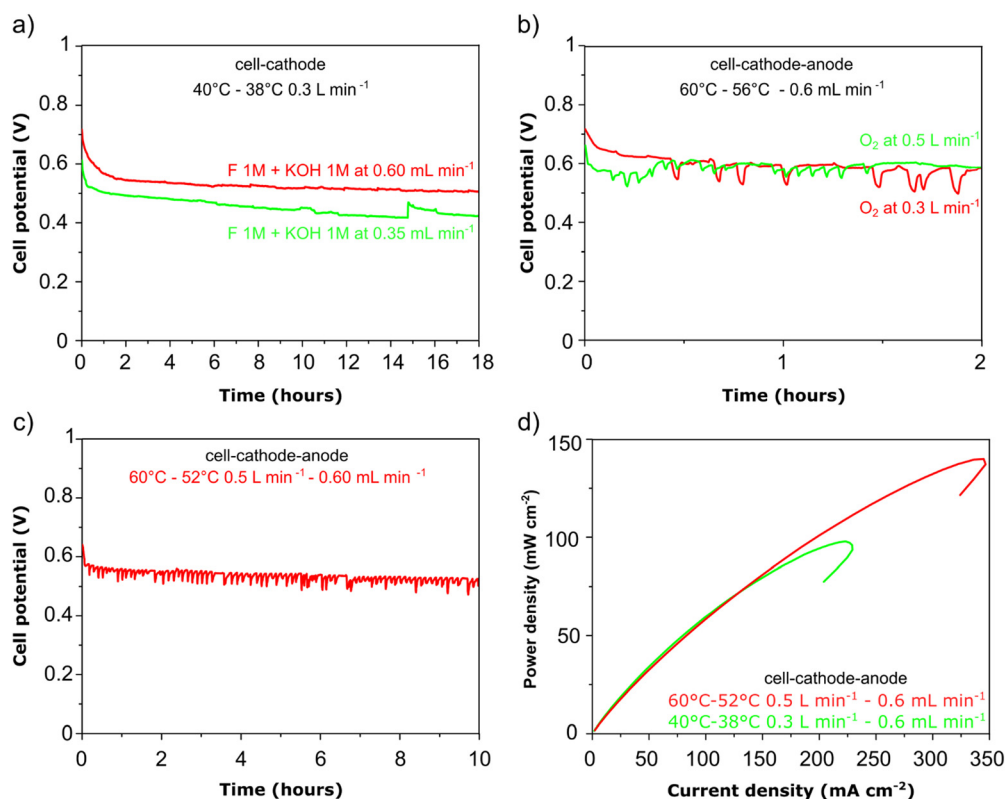 a)
cell-cathode
40°C - 38°C 0.3 L min⁻¹
F 1M + KOH 1M at 0.60 mL min⁻¹
F 1M + KOH 1M at 0.35 mL min⁻¹
Cell potential (V)
1
0.8
0.6
0.4
0.2
0
0 2 4 6 8 10 12 14 16 18
Time (hours)
b)
cell-cathode-anode
60°C - 56°C - 0.6 mL min⁻¹
O₂ at 0.5 L min⁻¹
O₂ at 0.3 L min⁻¹
Cell potential (V)
1
0.8
0.6
0.4
0.2
0
0 1 2
Time (hours)
c)
cell-cathode-anode
60°C - 52°C 0.5 L min ⁻¹ - 0.60 mL min ⁻¹
Cell potential (V)
1
0.8
0.6
0.4
0.2
0
0 2 4 6 8 10
Time (hours)
d)
Power density (mW cm⁻²)
150
100
50
0
cell-cathode-anode
60°C-52°C 0.5 L min⁻¹ - 0.6 mL min⁻¹
40°C-38°C 0.3 L min⁻¹ - 0.6 mL min⁻¹
0 50 100 150 200 250 300 350
Current density (mA cm⁻²)